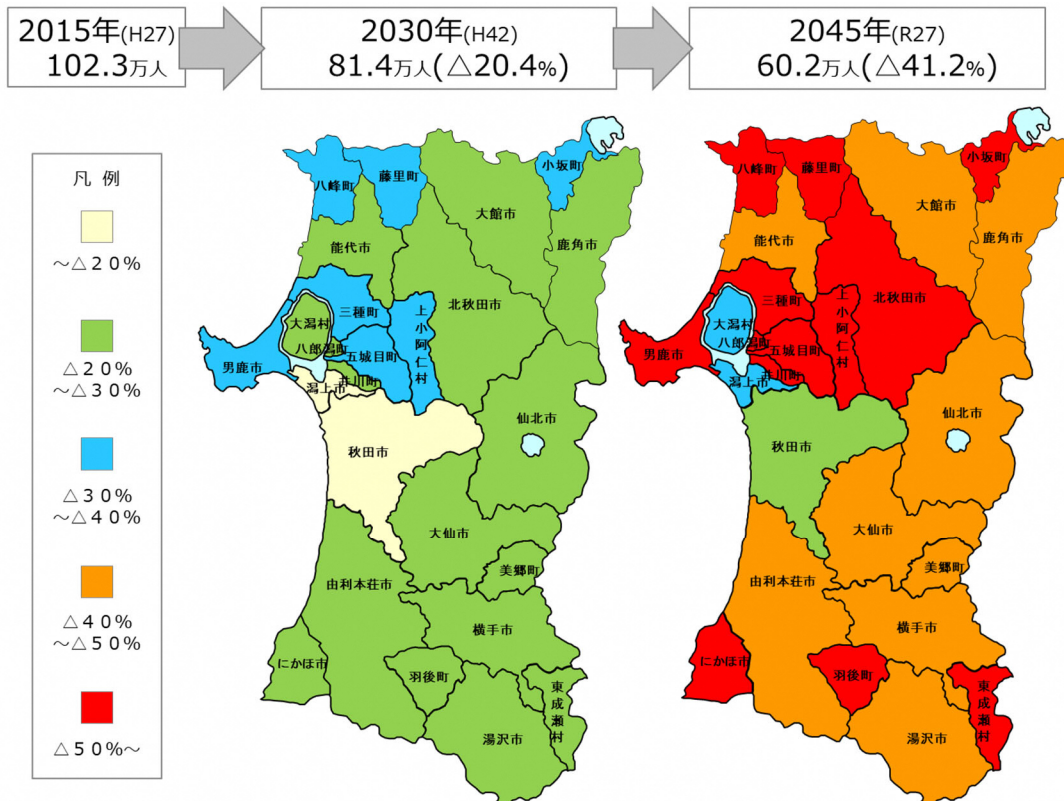 2015年(H27)
102.3万人
2030年(H42)
81.4万人(△20.4%)
2045年(R27)
60.2万人(△41.2%)
凡 例
～△20%
△20%
～△30%
△30%
～△40%
△40%
～△50%
△50%～
八峰町
藤里町
小坂町
大館市
鹿角市
能代市
北秋田市
三種町
上小阿仁村
大潟村
八郎潟町
五城目町
男鹿市
井川町
潟上市
仙北市
秋田市
大仙市
美郷町
由利本荘市
横手市
にかほ市
羽後町
東成瀬村
湯沢市
八峰町
藤里町
小坂町
大館市
鹿角市
能代市
北秋田市
三種町
上小阿仁村
大潟村
八郎潟町
五城目町
男鹿市
井川町
潟上市
仙北市
秋田市
大仙市
美郷町
由利本荘市
横手市
にかほ市
羽後町
東成瀬村
湯沢市